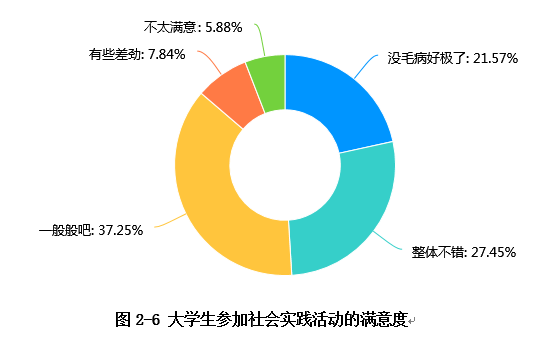 不太满意: 5.88%
有些差劲: 7.84%
没毛病好极了: 21.57%
一般般吧: 37.25%
整体不错: 27.45%
图 2-6 大学生参加社会实践活动的满意度↵